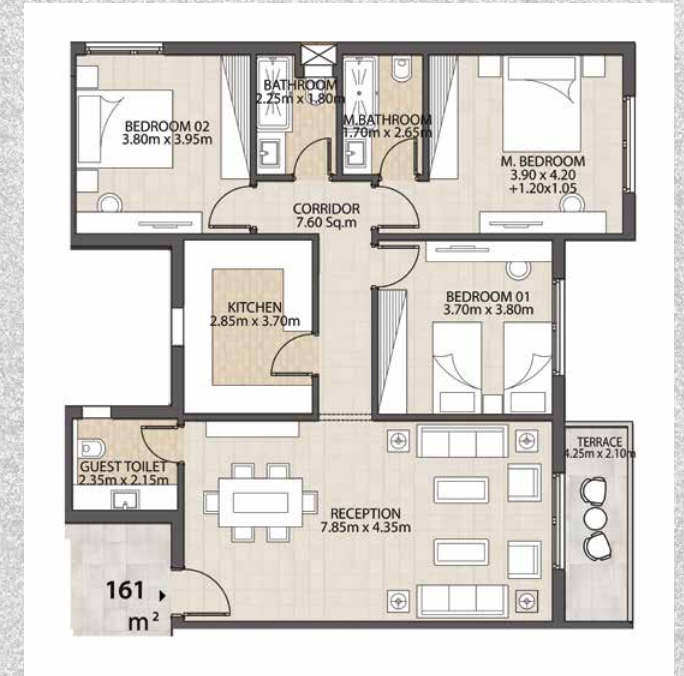 BATHROOM
2.25m x 1.80m
M.BATHROOM
1.70m x 2.65m
BEDROOM 02
3.80m x 3.95m
M. BEDROOM
3.90 x 4.20
+1.20x1.05
CORRIDOR
7.60 Sq.m
KITCHEN
2.85m x 3.70m
BEDROOM 01
3.70m x 3.80m
TERRACE
4.25m x 2.10m
GUEST TOILET
2.35m x 2.15m
RECEPTION
7.85m x 4.35m
161
m²